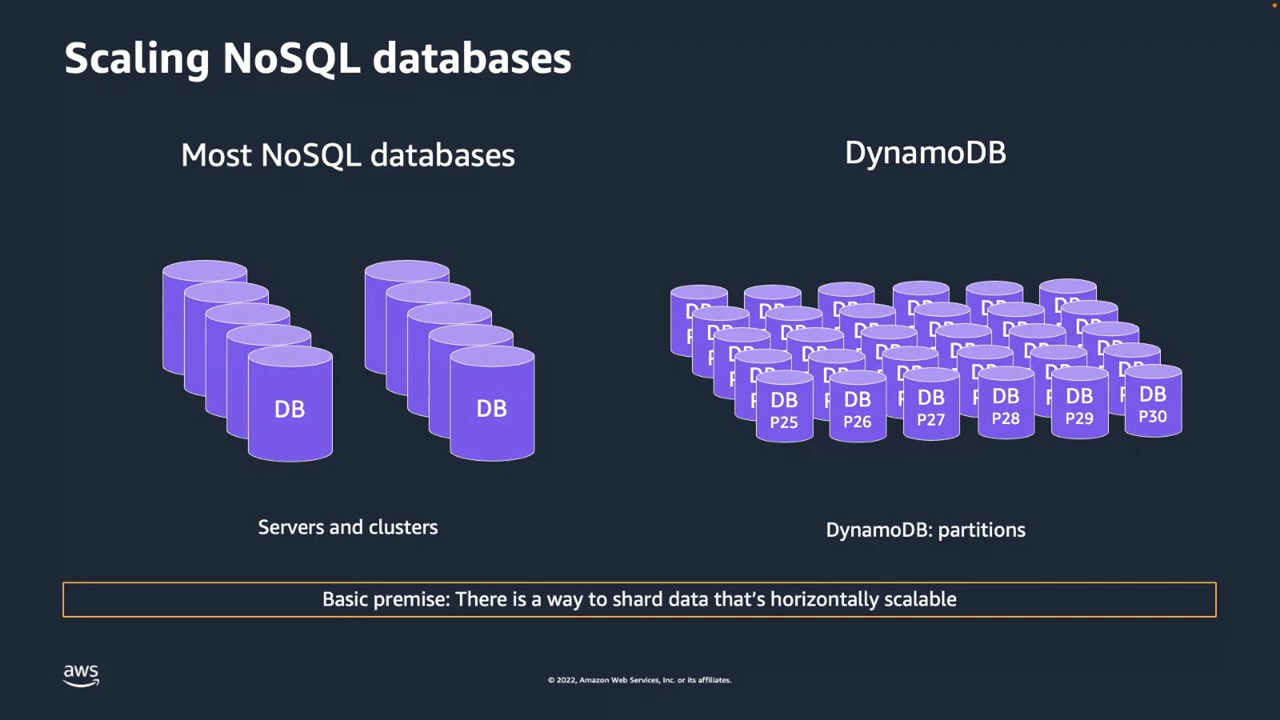 Scaling NoSQL databases
Most NoSQL databases
DynamoDB
DB
DB
DB
DB
DB
DB
DB
DB
P25
P26
P27
P28
P29
P30
Servers and clusters
DynamoDB: partitions
Basic premise: There is a way to shard data that's horizontally scalable
aws
© 2022, Amazon Web Services, Inc. or its affiliates.